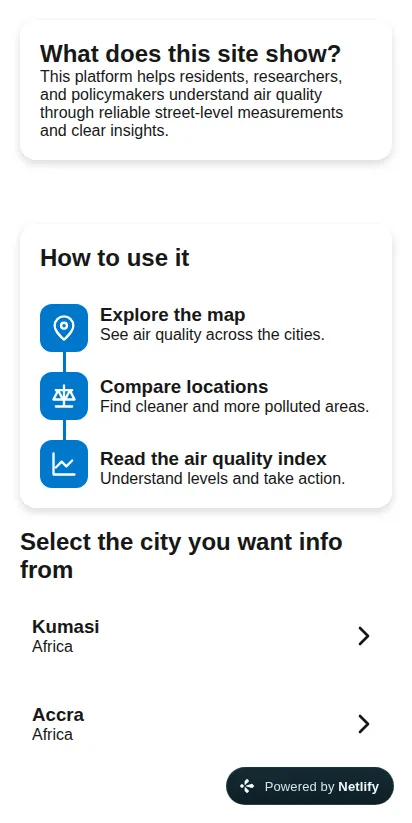 What does this site show?
This platform helps residents, researchers,
and policymakers understand air quality
through reliable street-level measurements
and clear insights.
How to use it
Explore the map
See air quality across the cities.
Compare locations
Find cleaner and more polluted areas.
Read the air quality index
Understand levels and take action.
Select the city you want info
from
Kumasi
Africa
Accra
Africa
Powered by Netlify